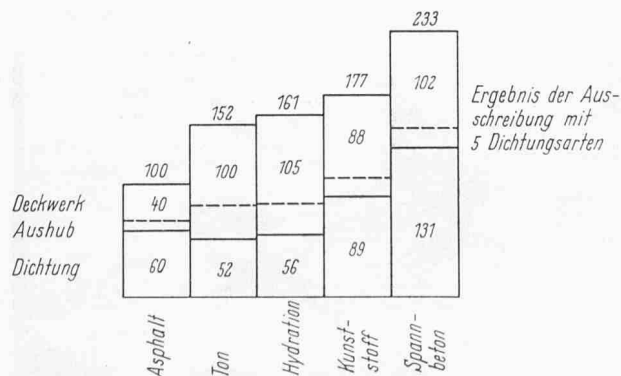 233
177
161
152
100
102
88
105
100
40
Ergebnis der Aus-
schreibung mit
5 Dichtungsarten
Deckwerk
Aushub
Dichtung
60
52
56
89
131
Asphalt
Ton
Hydration
Kunst-
stoff
Spann-
beton